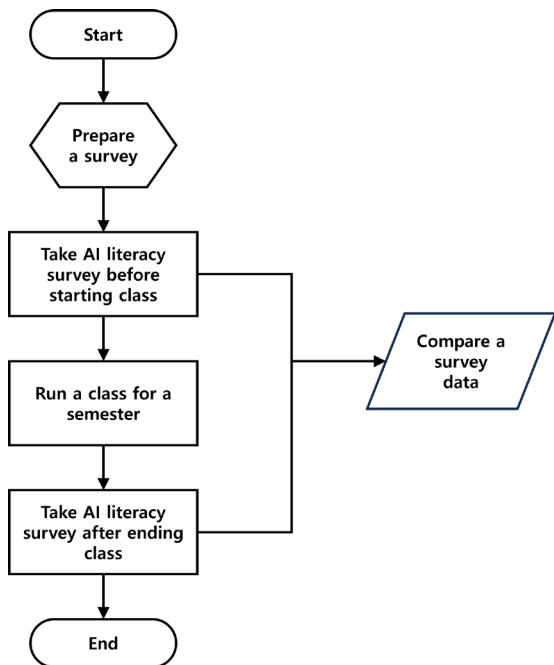 Start
Prepare
a survey
Take AI literacy
survey before
starting class
Run a class for a
semester
Take AI literacy
survey after ending
class
End
Compare a
survey
data